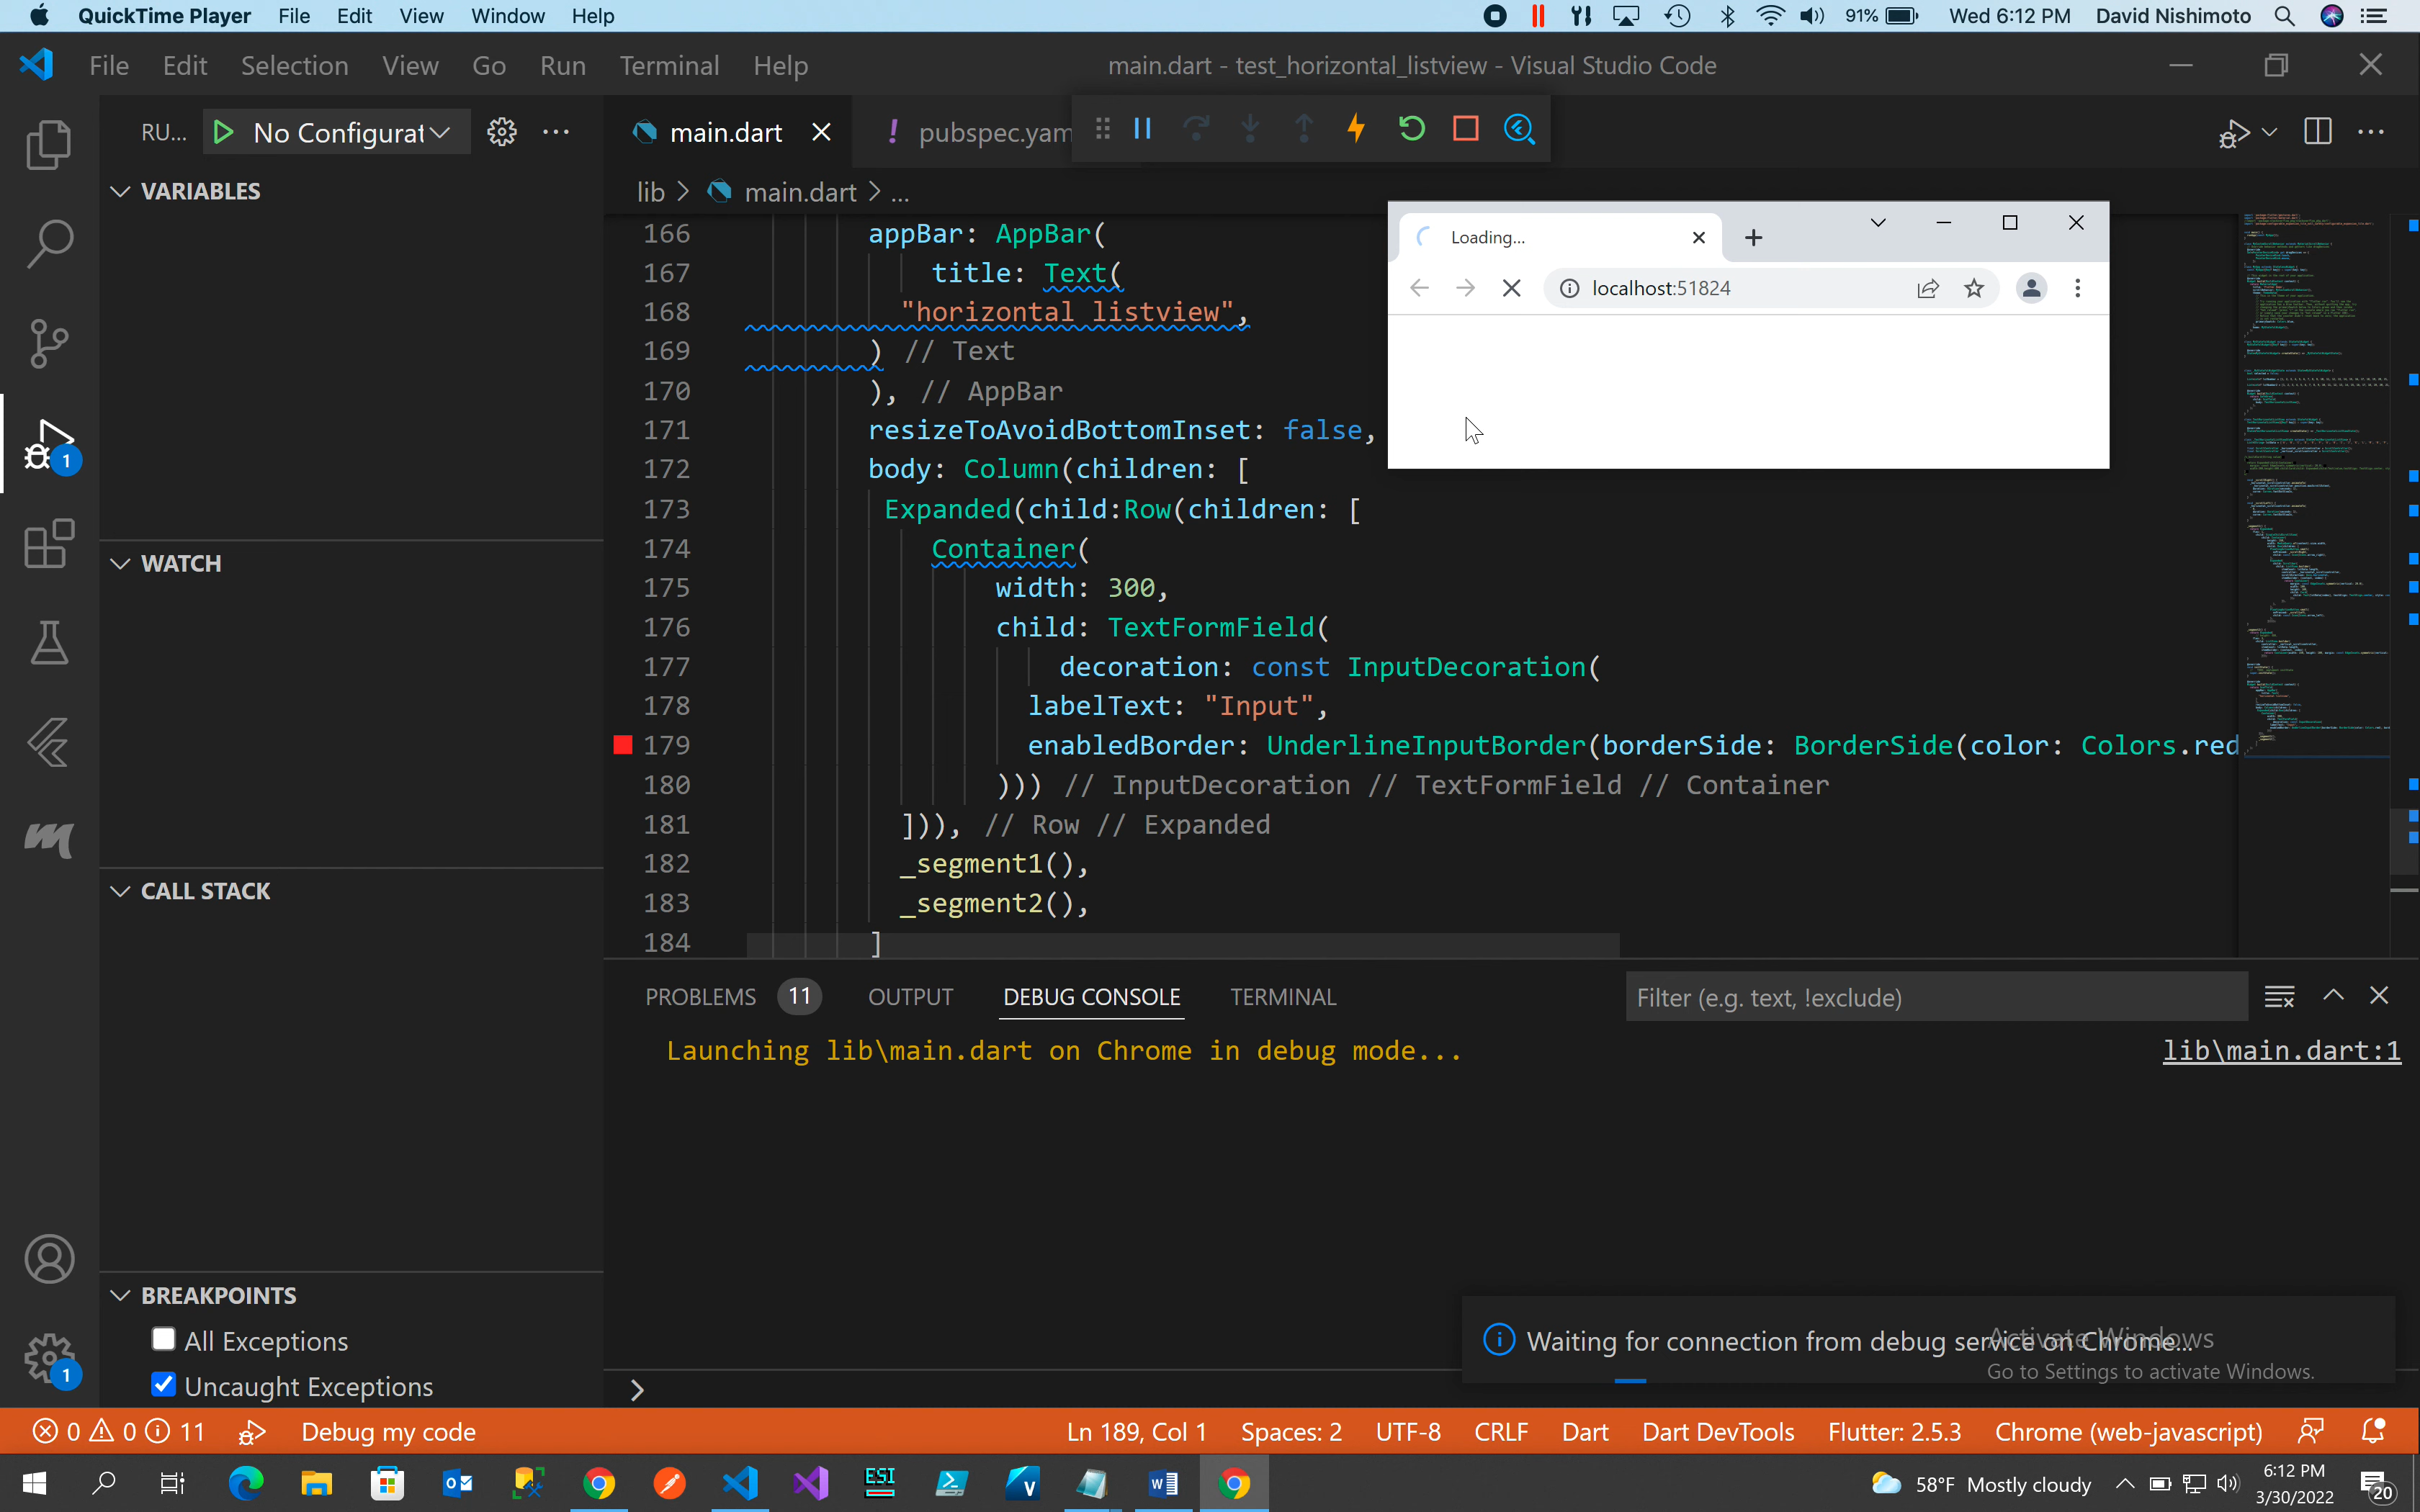 QuickTime Player File Edit View Window Help 91% Wed 6:12 PM David Nishimoto
File Edit Selection View Go Run Terminal Help main.dart - test_horizontal_listview - Visual Studio Code
RU... No Configurat main.dart pubspec.yam
VARIABLES
lib > main.dart > ...
Loading...
localhost:51824
166 appBar: AppBar(
167 title: Text(
168 "horizontal listview",
169 ) // Text
170 ), // AppBar
171 resizeToAvoidBottomInset: false,
172 body: Column(children: [
173 Expanded(child:Row(children: [
174 Container(
175 width: 300,
176 child: TextFormField(
177 decoration: const InputDecoration(
178 labelText: "Input",
179 enabledBorder: UnderlineInputBorder(borderSide: BorderSide(color: Colors.red
180 ))) // InputDecoration // TextFormField // Container
181 ])), // Row // Expanded
182 _segment1(),
183 _segment2(),
184 ]
1
WATCH
CALL STACK
PROBLEMS 11 OUTPUT DEBUG CONSOLE TERMINAL Filter (e.g. text, !exclude)
Launching lib\main.dart on Chrome in debug mode... lib\main.dart:1
BREAKPOINTS
All Exceptions
Uncaught Exceptions
1
Waiting for connection from debug service on Chrome...
Activate Windows
Go to Settings to activate Windows.
0 0 11 Debug my code Ln 189, Col 1 Spaces: 2 UTF-8 CRLF Dart Dart DevTools Flutter: 2.5.3 Chrome (web-javascript)
ESI
58°F Mostly cloudy 6:12 PM
3/30/2022 20